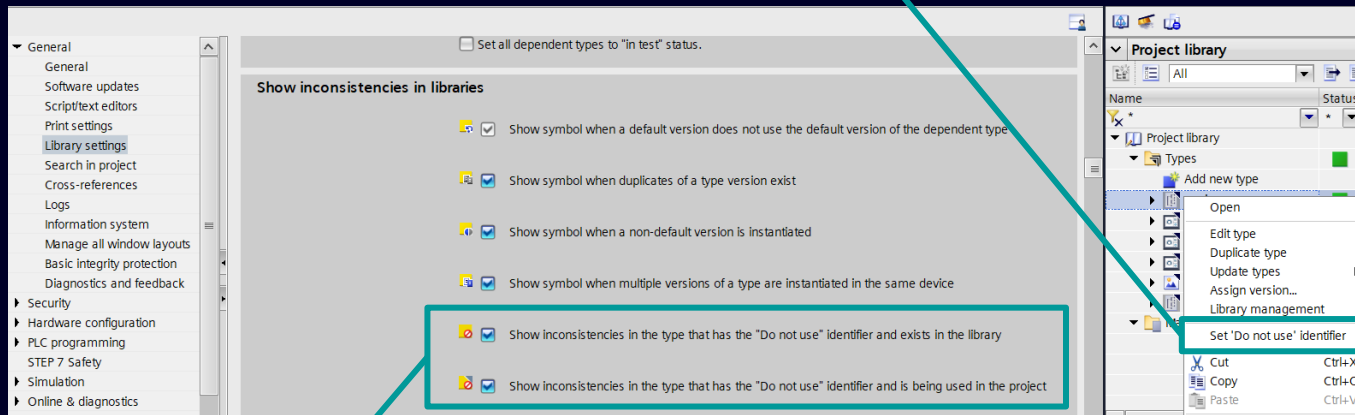 General
General
Software updates
Script/text editors
Print settings
Library settings
Search in project
Cross-references
Logs
Information system
Manage all window layouts
Basic integrity protection
Diagnostics and feedback
Security
Hardware configuration
PLC programming
STEP 7 Safety
Simulation
Online & diagnostics
Set all dependent types to "in test" status.
Show inconsistencies in libraries
Show symbol when a default version does not use the default version of the dependent type
Show symbol when duplicates of a type version exist
Show symbol when a non-default version is instantiated
Show symbol when multiple versions of a type are instantiated in the same device
Show inconsistencies in the type that has the "Do not use" identifier and exists in the library
Show inconsistencies in the type that has the "Do not use" identifier and is being used in the project
Project library
All
Name Status
* *
Project library
Types
Add new type
Open
Edit type
Duplicate type
Update types
Assign version...
Library management
Set 'Do not use' identifier
Cut Ctrl+X
Copy Ctrl+C
Paste Ctrl+V